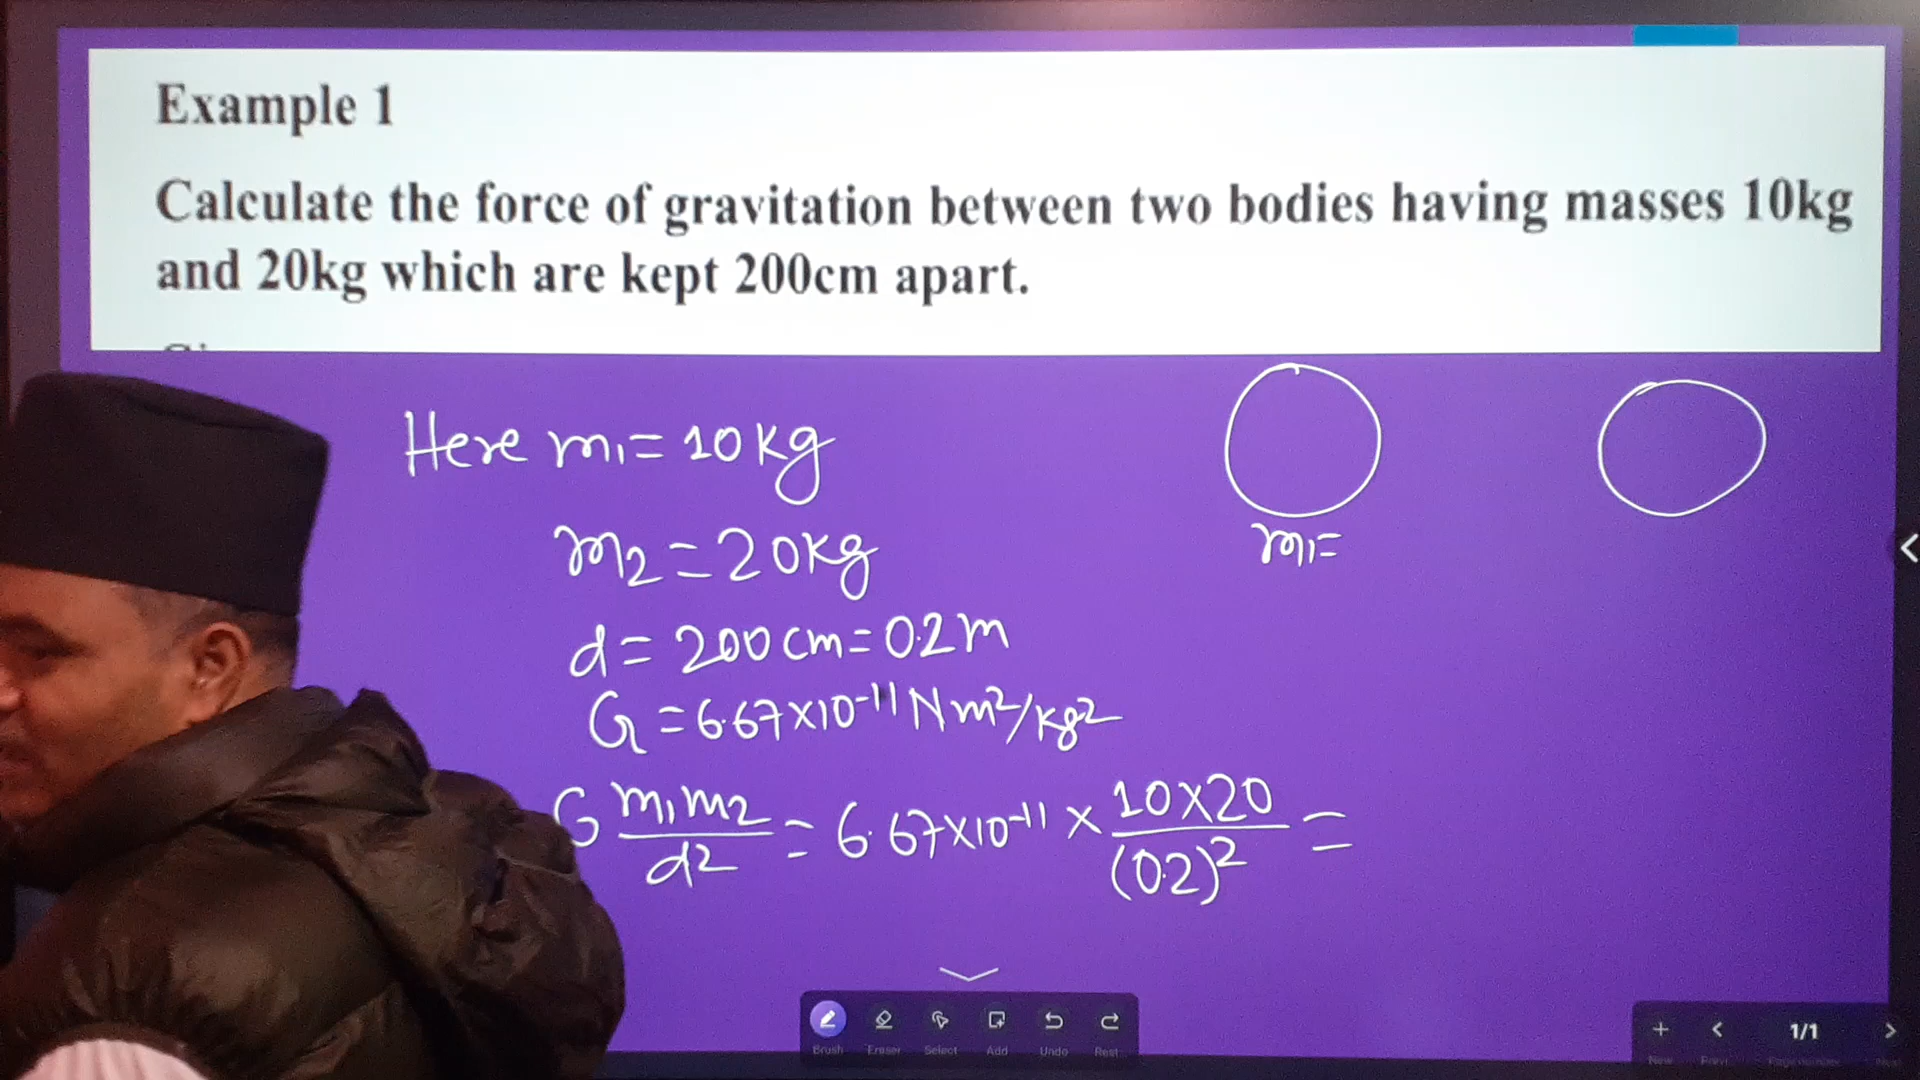 Example 1
Calculate the force of gravitation between two bodies having masses 10kg
and 20kg which are kept 200cm apart.
Here m₁ = 10 kg
m₂ = 20kg
d = 200 cm = 0.2 m
G = 6.67×10⁻¹¹ Nm²/kg²
G m₁m₂/d² = 6.67×10⁻¹¹ × 10×20/(0.2)² =
m₁=
Brush Eraser Select Add Undo
1/1
New